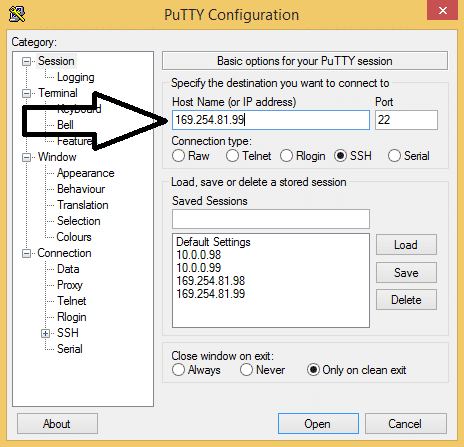 PuTTY Configuration
Category:
Session
Logging
Terminal
Keyboard
Bell
Feature
Window
Appearance
Behaviour
Translation
Selection
Colours
Connection
Data
Proxy
Telnet
Rlogin
SSH
Serial
Basic options for your PuTTY session
Specify the destination you want to connect to
Host Name (or IP address) Port
169.254.81.99 22
Connection type:
Raw Telnet Rlogin SSH Serial
Load, save or delete a stored session
Saved Sessions
Default Settings
10.0.0.98
10.0.0.99
169.254.81.98
169.254.81.99
Load
Save
Delete
Close window on exit:
Always Never Only on clean exit
About Open Cancel